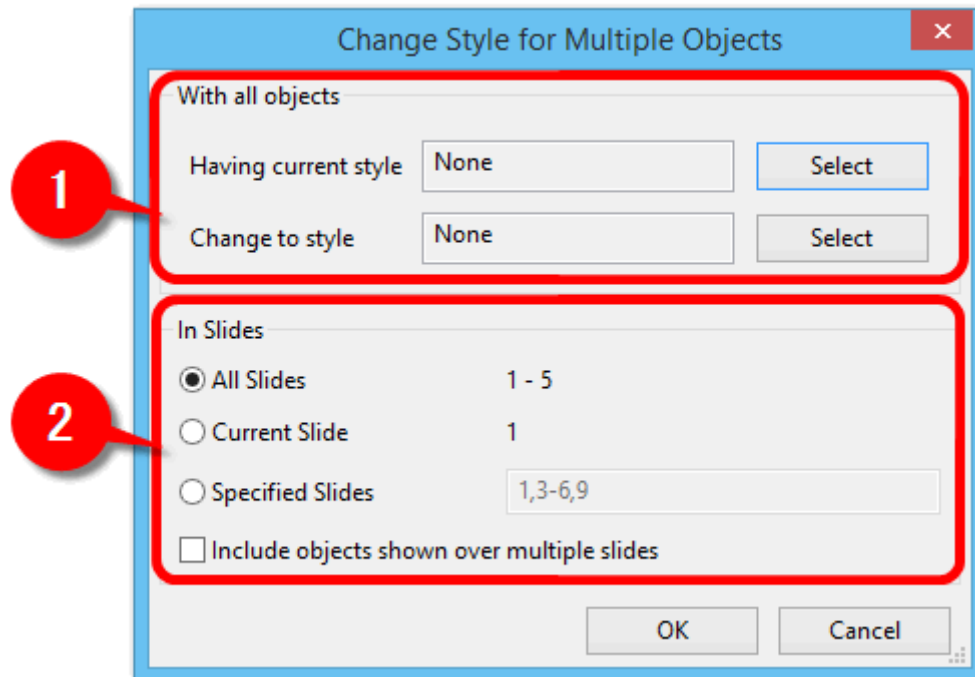 Change Style for Multiple Objects
With all objects
Having current style None Select
Change to style None Select
1
In Slides
All Slides 1 - 5
Current Slide 1
2
Specified Slides 1,3-6,9
Include objects shown over multiple slides
OK Cancel